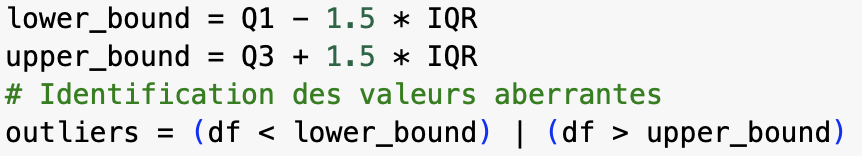 lower_bound = Q1 - 1.5 * IQR
upper_bound = Q3 + 1.5 * IQR
# Identification des valeurs aberrantes
outliers = (df < lower_bound) | (df > upper_bound)